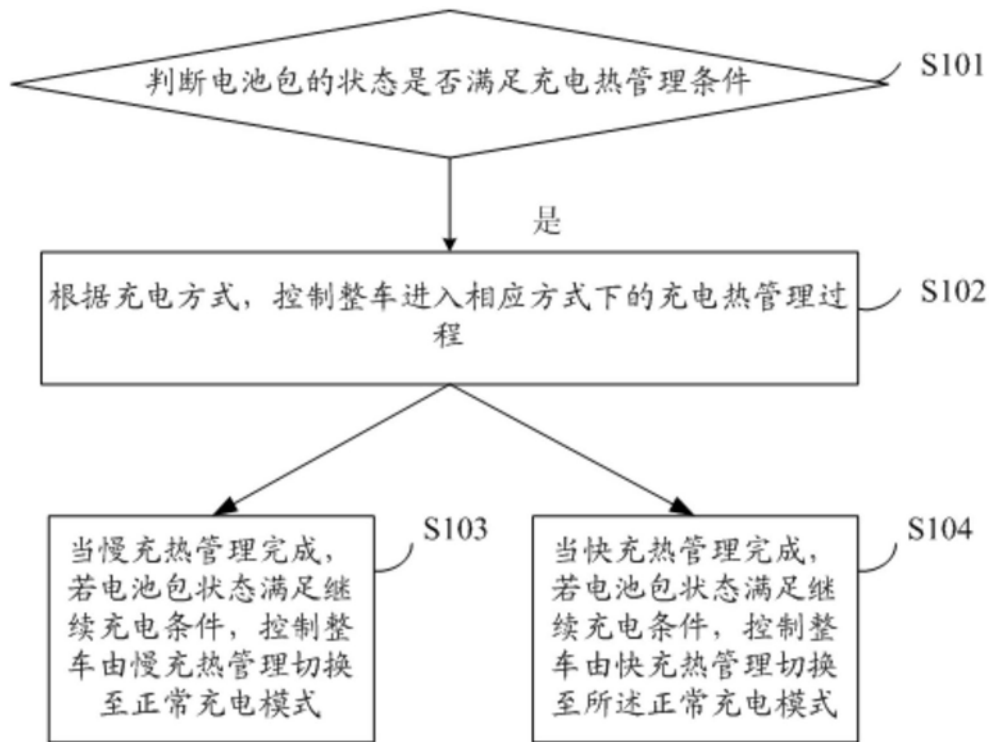 判断电池包的状态是否满足充电热管理条件
S101
是
根据充电方式，控制整车进入相应方式下的充电热管理过
程
S102
当慢充热管理完成，
若电池包状态满足继
续充电条件，控制整
车由慢充热管理切换
至正常充电模式
S103
当快充热管理完成，
若电池包状态满足继
续充电条件，控制整
车由快充热管理切换
至所述正常充电模式
S104